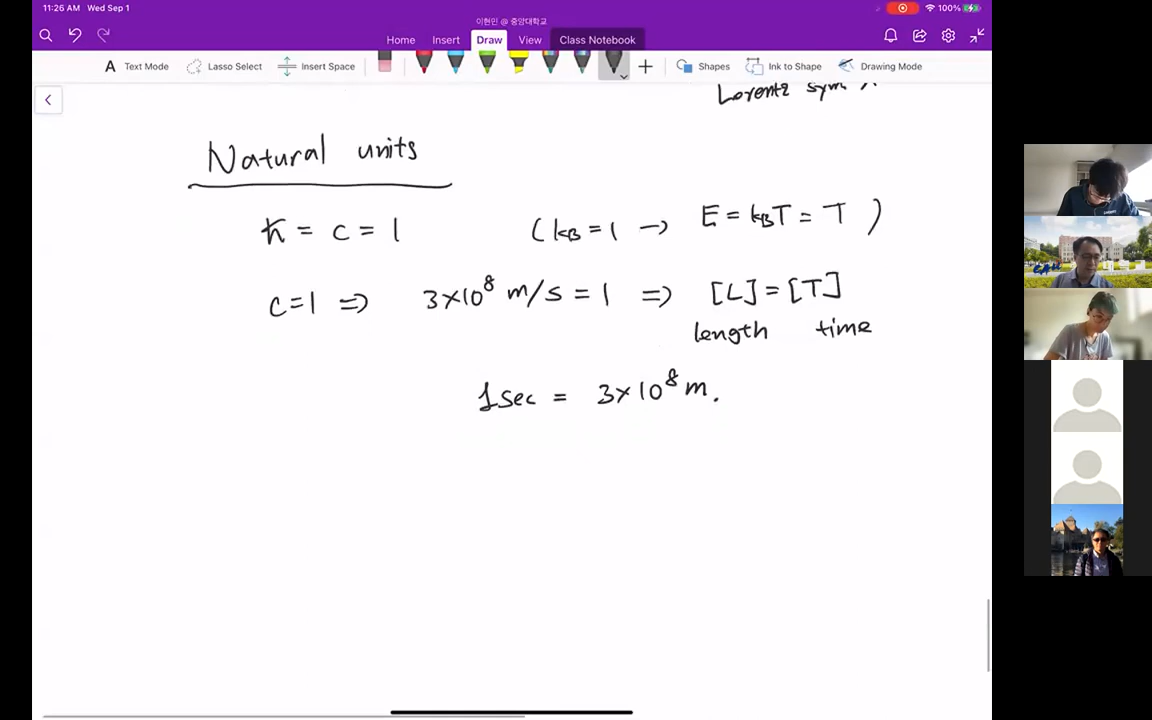 11:26 AM Wed Sep 1
이현민 @ 중앙대학교
100%
Home Insert Draw View Class Notebook
Text Mode Lasso Select Insert Space Shapes Ink to Shape Drawing Mode
Lorentz sym X
Natural units
ħ = c = 1 (kB = 1 → E = kBT = T)
c=1 ⇒ 3×10⁸ m/s = 1 ⇒ [L] = [T]
length time
1sec = 3×10⁸ m.